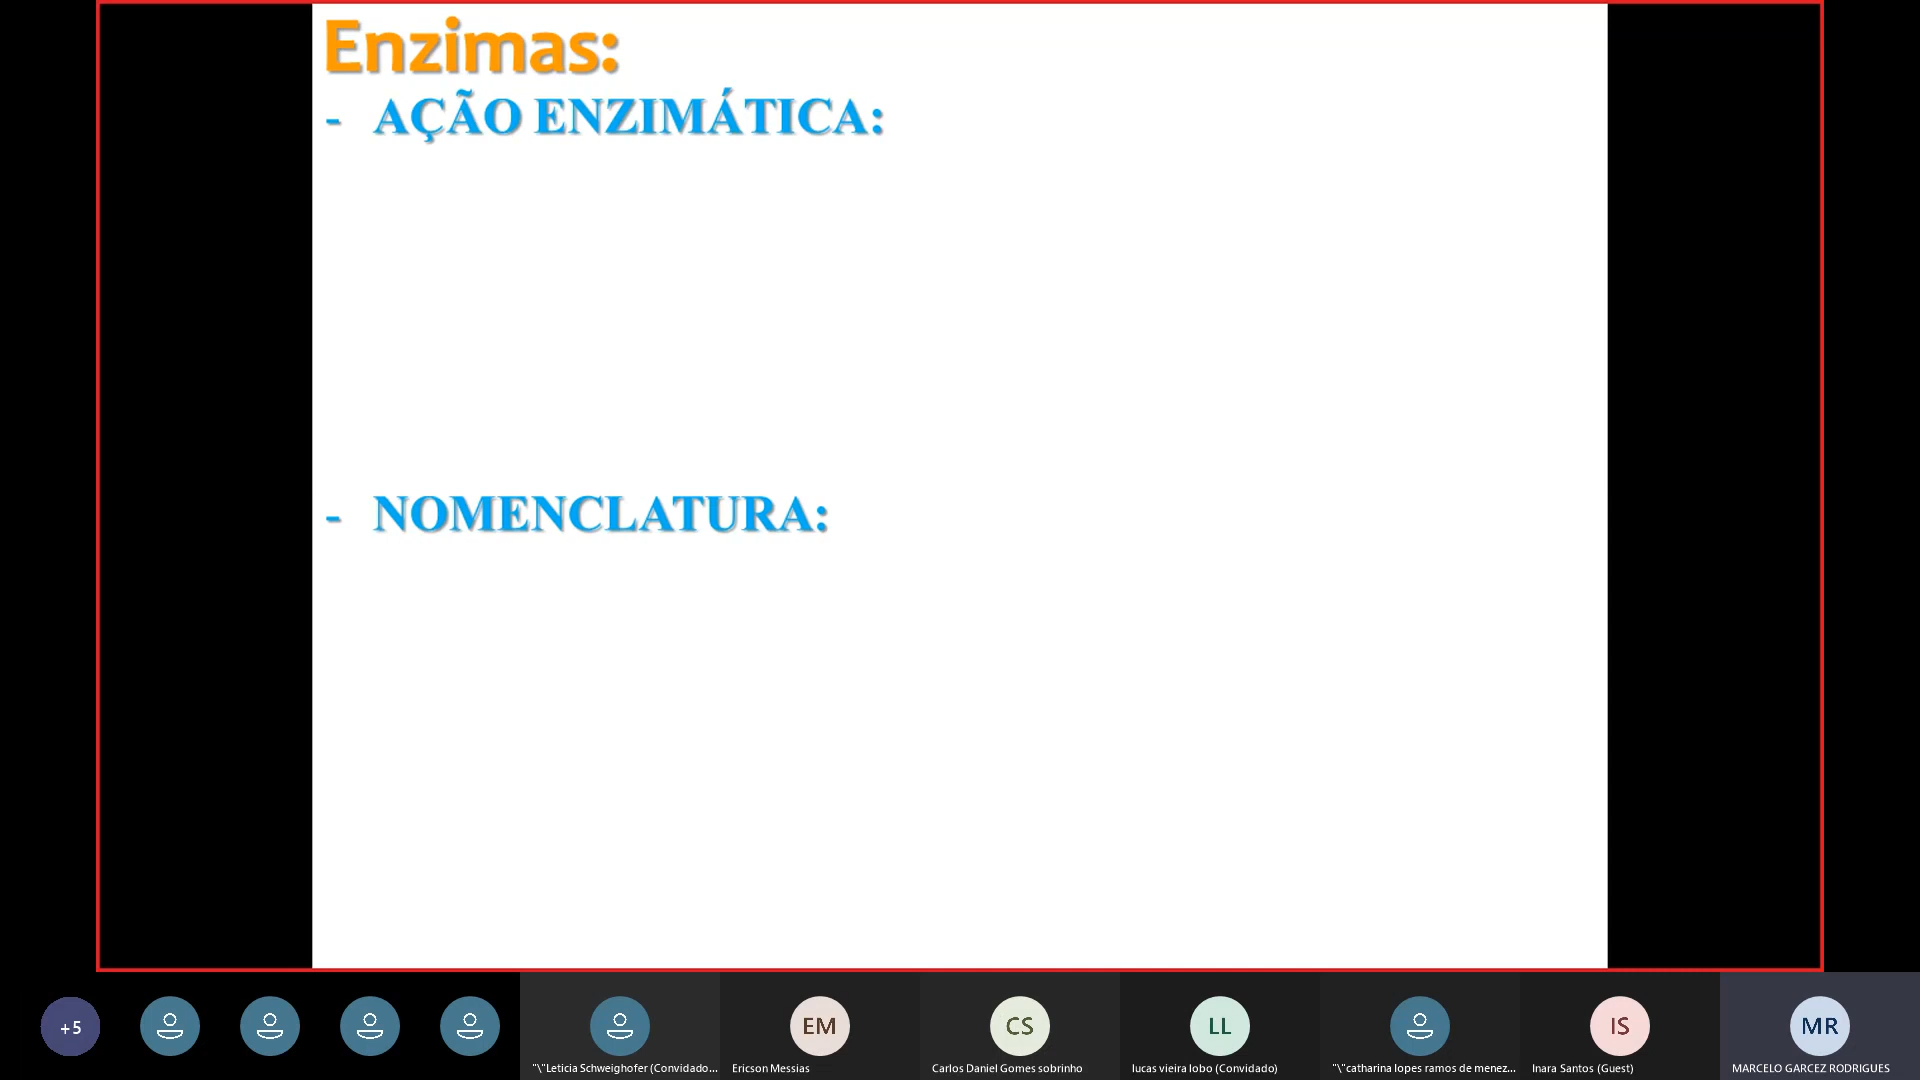 Enzimas:
- AÇÃO ENZIMÁTICA:
- NOMENCLATURA:
+5
EM
CS
LL
IS
MR
"\"Leticia Schweighofer (Convidado...
Ericson Messias
Carlos Daniel Gomes sobrinho
lucas vieira lobo (Convidado)
"\"catharina lopes ramos de menez...
Inara Santos (Guest)
MARCELO GARCEZ RODRIGUES